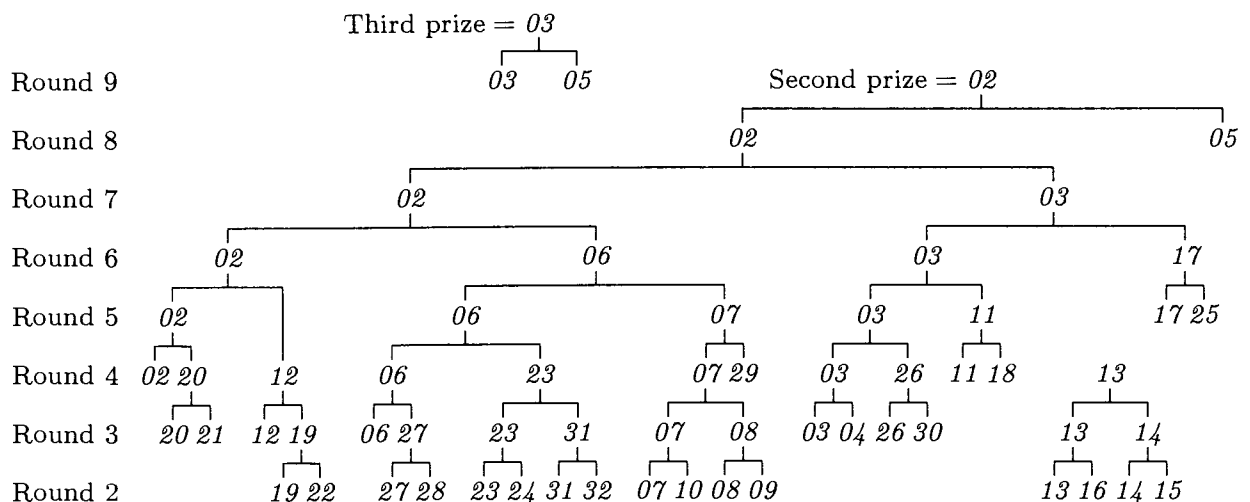 Third prize = 03
Round 9 03 05 Second prize = 02
Round 8 02 05
Round 7 02 03
Round 6 02 06 03 17
Round 5 02 06 07 03 11 17 25
Round 4 02 20 12 06 23 07 29 03 26 11 18 13
Round 3 20 21 12 19 06 27 23 31 07 08 03 04 26 30 13 14
Round 2 19 22 27 28 23 24 31 32 07 10 08 09 13 16 14 15